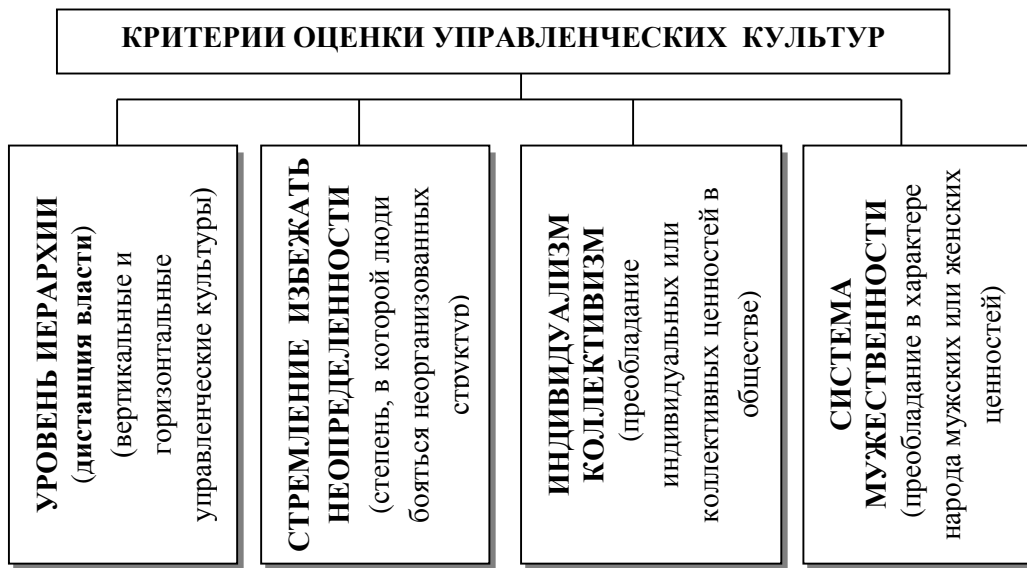 КРИТЕРИИ ОЦЕНКИ УПРАВЛЕНЧЕСКИХ КУЛЬТУР
УРОВЕНЬ ИЕРАРХИИ
(дистанция власти)
(вертикальные и
горизонтальные
управленческие культуры)
СТРЕМЛЕНИЕ ИЗБЕЖАТЬ
НЕОПРЕДЕЛЕННОСТИ
(степень, в которой люди
бояться неорганизованных
структур)
ИНДИВИДУАЛИЗМ
КОЛЛЕКТИВИЗМ
(преобладание
индивидуальных или
коллективных ценностей в
обществе)
СИСТЕМА
МУЖЕСТВЕННОСТИ
(преобладание в характере
народа мужских или женских
ценностей)